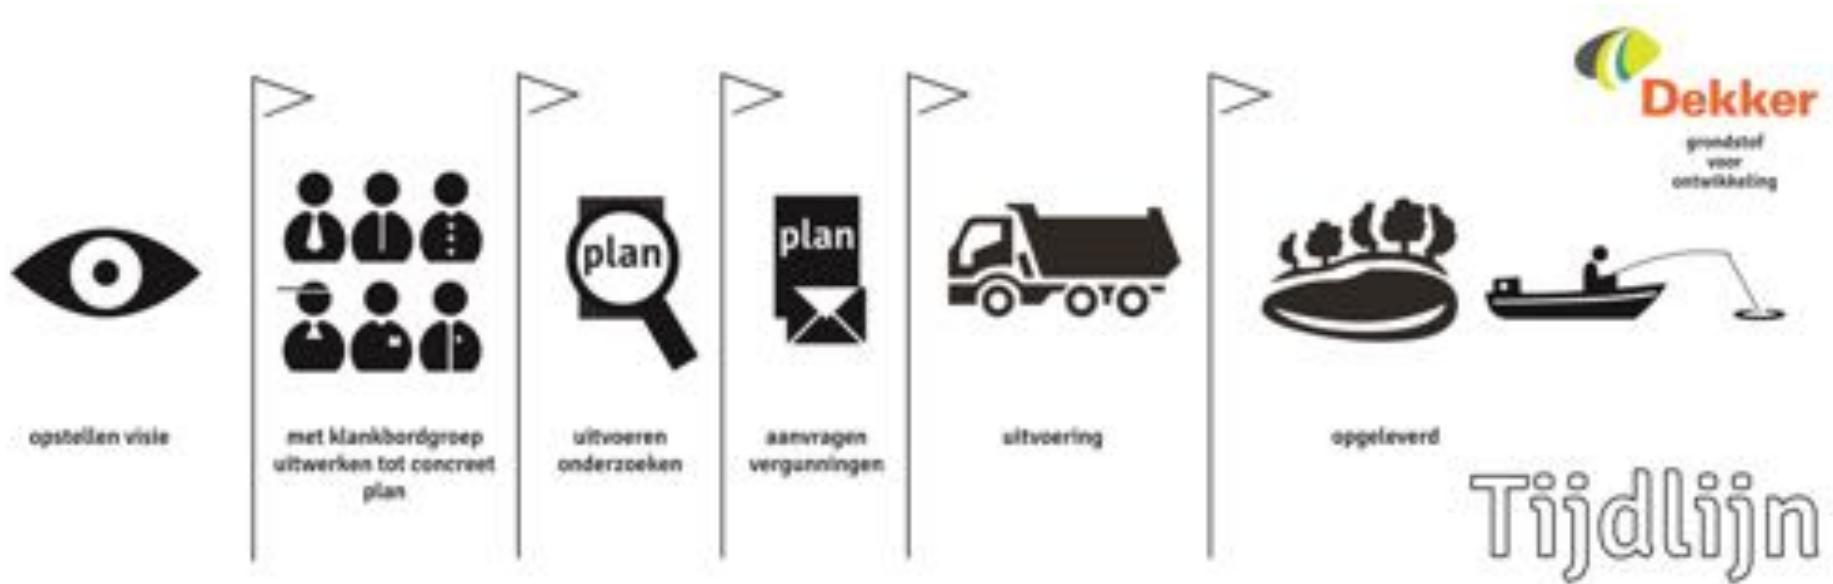 Dekker
grondstof
voor
ontwikkeling
plan
plan
opstellen visie
met klankbordgroep
uitwerken tot concreet
plan
uitvoeren
onderzoeken
aanvragen
vergunningen
uitvoering
opgeleverd
Tijdlijn